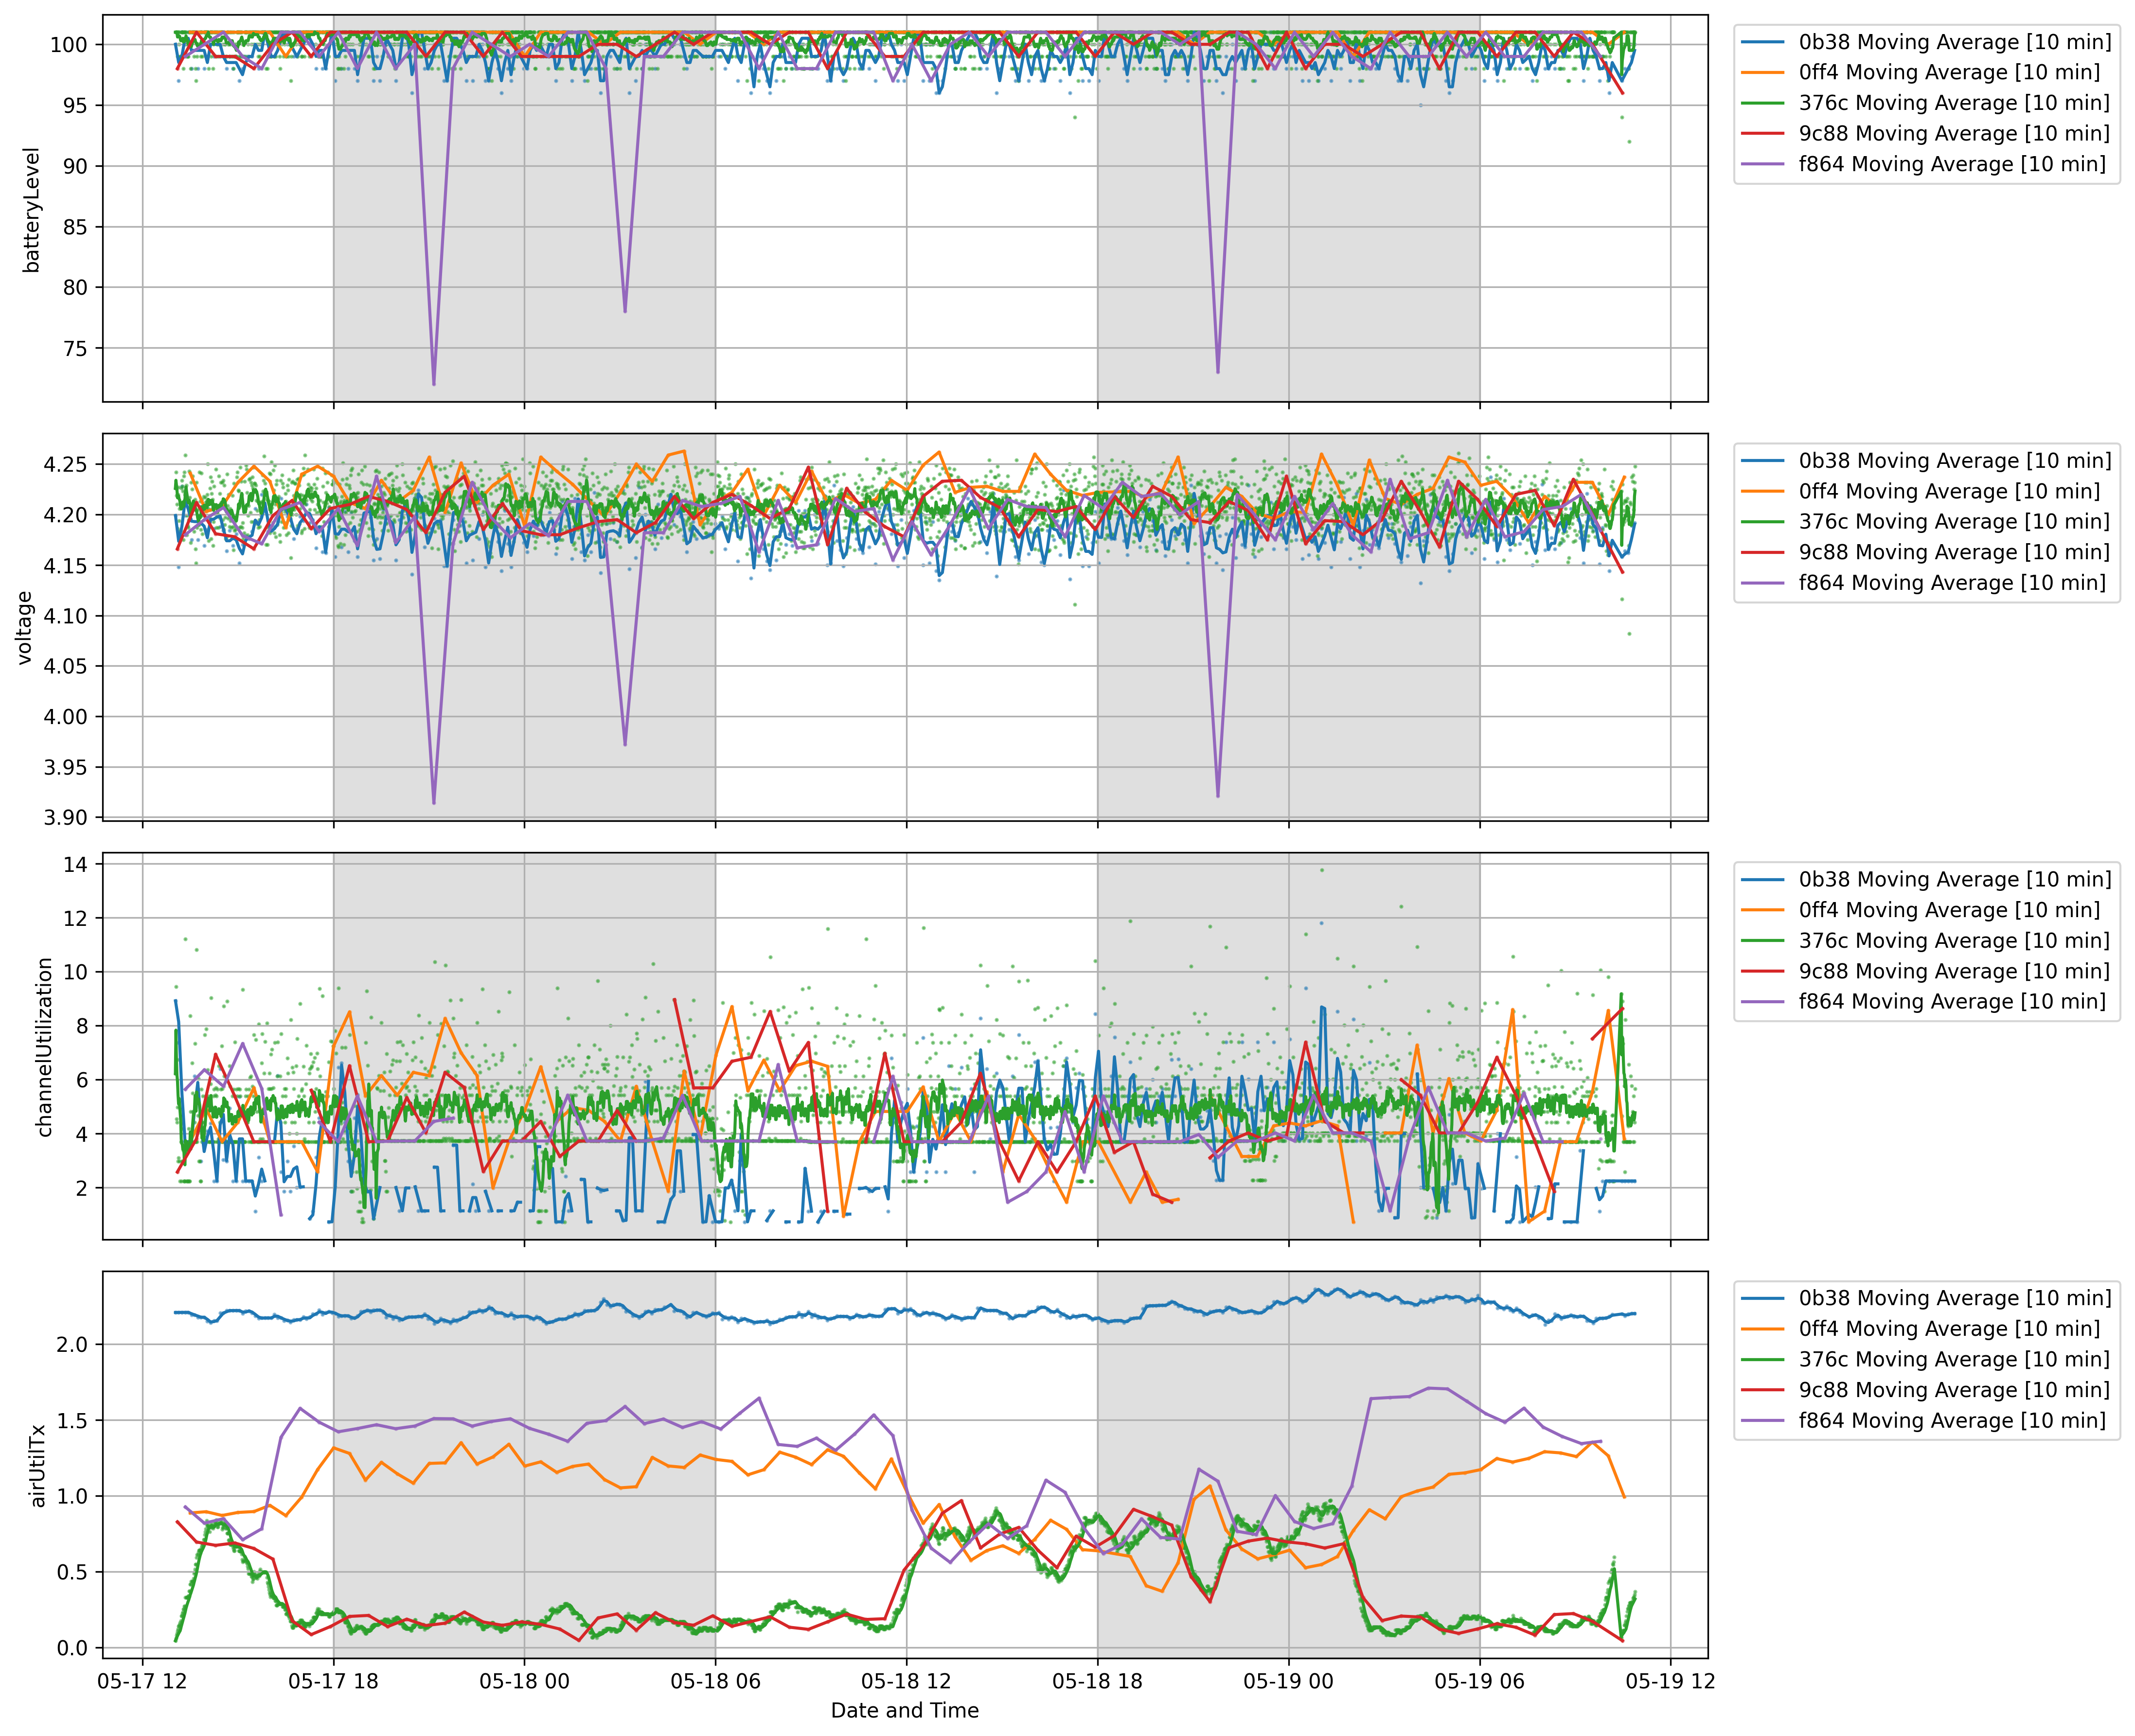 100
95
90
85
80
75
batteryLevel
0b38 Moving Average [10 min]
0ff4 Moving Average [10 min]
376c Moving Average [10 min]
9c88 Moving Average [10 min]
f864 Moving Average [10 min]
4.25
4.20
4.15
4.10
4.05
4.00
3.95
3.90
voltage
0b38 Moving Average [10 min]
0ff4 Moving Average [10 min]
376c Moving Average [10 min]
9c88 Moving Average [10 min]
f864 Moving Average [10 min]
14
12
10
8
6
4
2
channelUtilization
0b38 Moving Average [10 min]
0ff4 Moving Average [10 min]
376c Moving Average [10 min]
9c88 Moving Average [10 min]
f864 Moving Average [10 min]
2.0
1.5
1.0
0.5
0.0
airUtilTx
0b38 Moving Average [10 min]
0ff4 Moving Average [10 min]
376c Moving Average [10 min]
9c88 Moving Average [10 min]
f864 Moving Average [10 min]
05-17 12 05-17 18 05-18 00 05-18 06 05-18 12 05-18 18 05-19 00 05-19 06 05-19 12
Date and Time